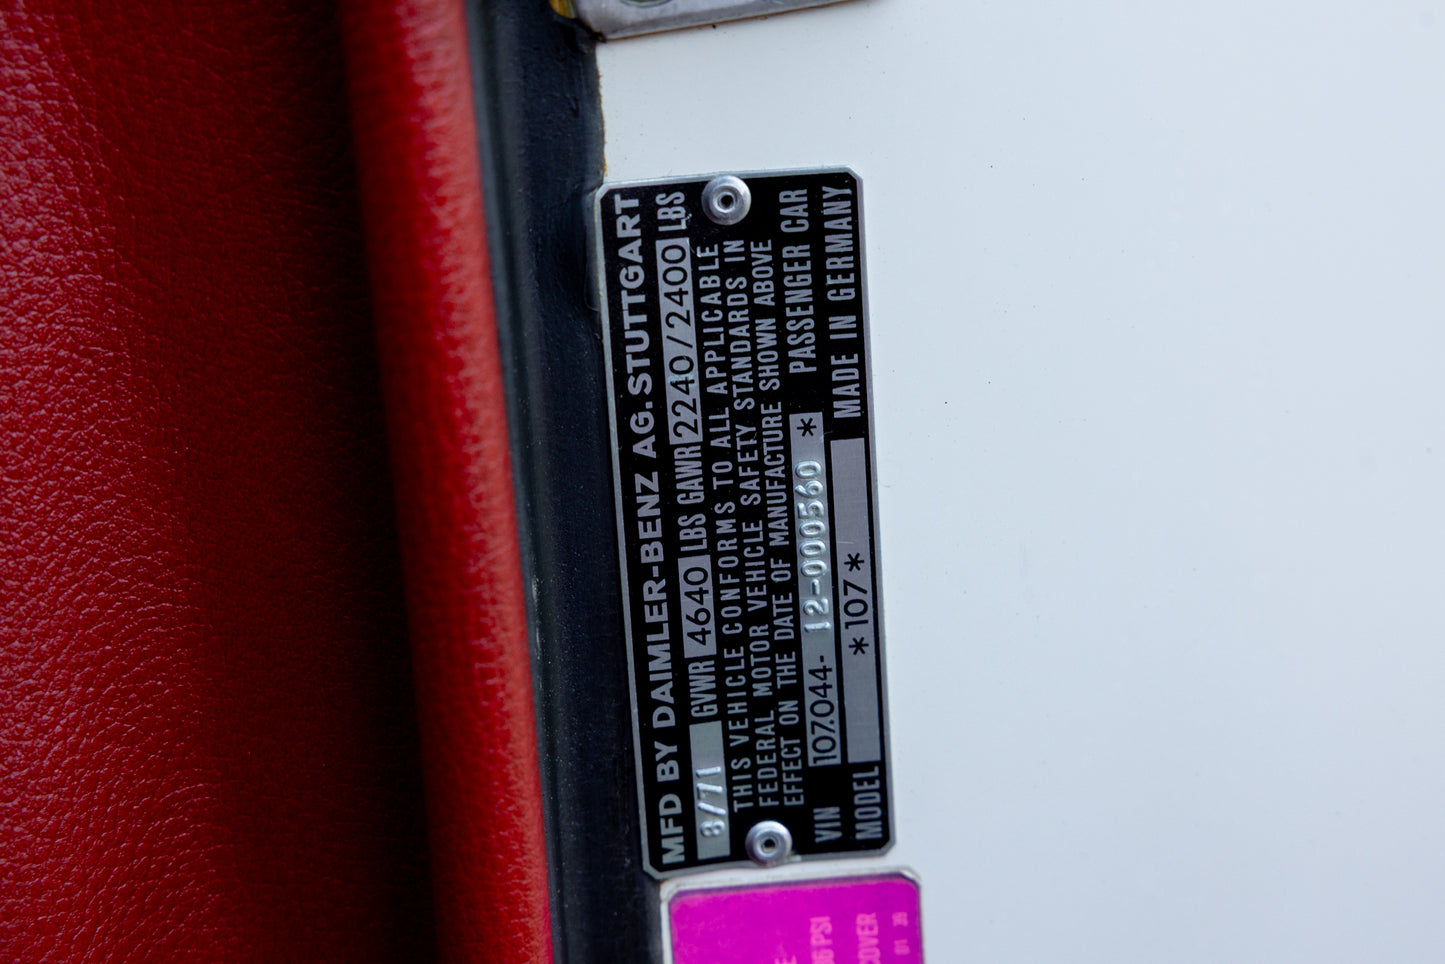 MFD BY DAIMLER-BENZ AG. STUTTGART
8/71 GVWR 4640 LBS GAWR 2240/2400 LBS
THIS VEHICLE CONFORMS TO ALL APPLICABLE
FEDERAL MOTOR VEHICLE SAFETY STANDARDS IN
EFFECT ON THE DATE OF MANUFACTURE SHOWN ABOVE
VIN 107.044- 12-000560 * PASSENGER CAR
MODEL *107* MADE IN GERMANY
PSI
COVER
01 39